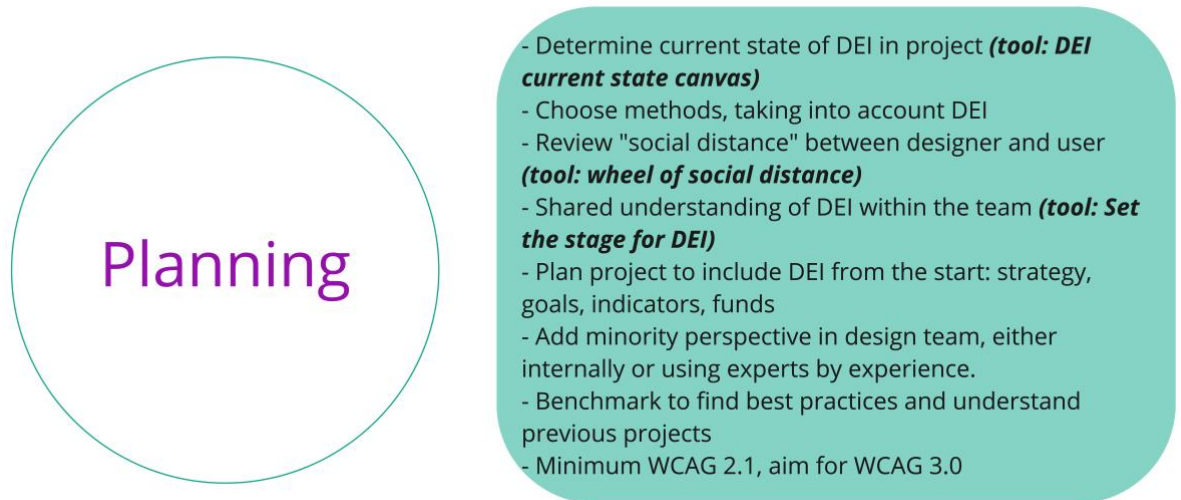 Planning
- Determine current state of DEI in project (tool: DEI
current state canvas)
- Choose methods, taking into account DEI
- Review "social distance" between designer and user
(tool: wheel of social distance)
- Shared understanding of DEI within the team (tool: Set
the stage for DEI)
- Plan project to include DEI from the start: strategy,
goals, indicators, funds
- Add minority perspective in design team, either
internally or using experts by experience.
- Benchmark to find best practices and understand
previous projects
- Minimum WCAG 2.1, aim for WCAG 3.0